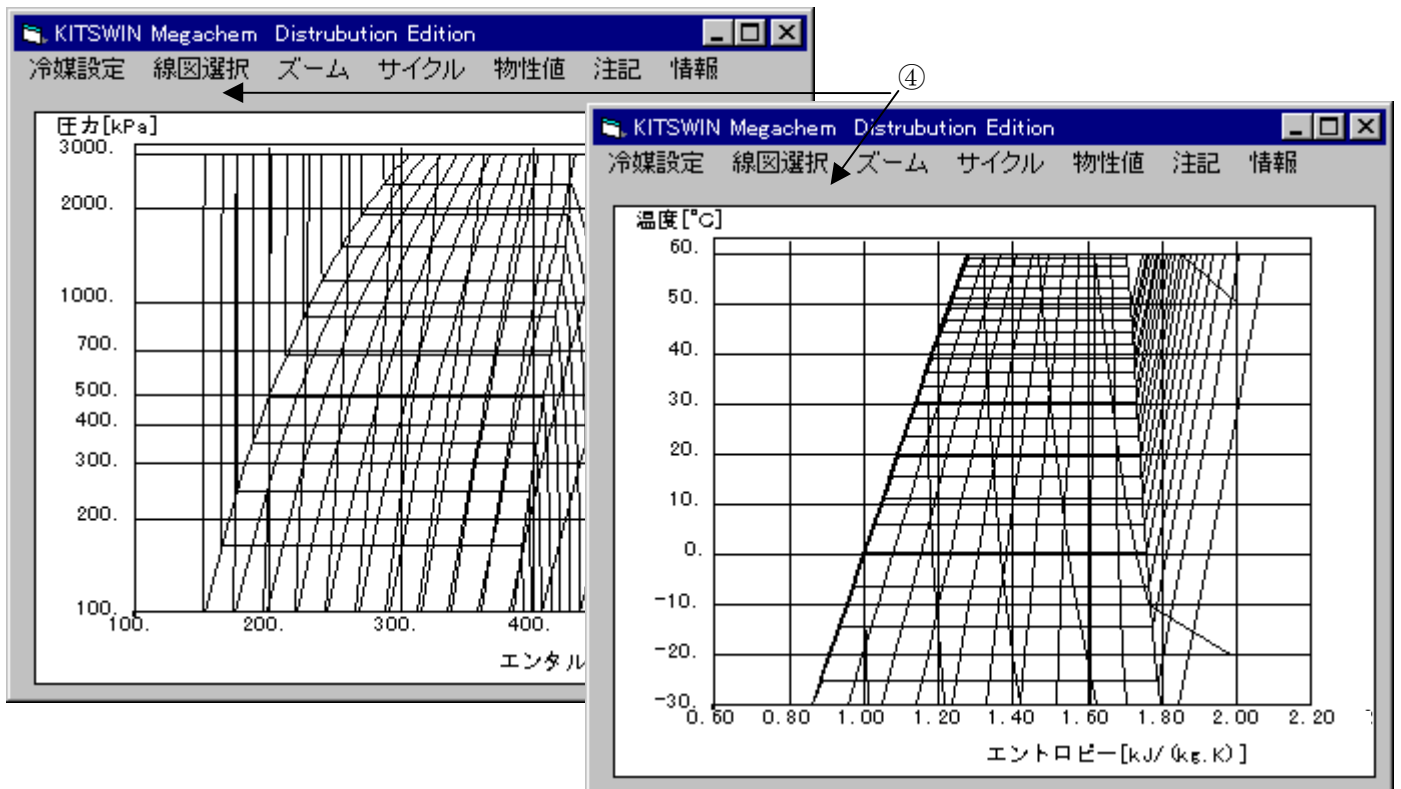 KITSWIN Megachem Distrubution Edition
冷媒設定 線図選択 ズーム サイクル 物性値 注記 情報
④
圧力[kPa]
3000.
2000.
1000.
700.
500.
400.
300.
200.
100.
100. 200. 300. 400.
エンタル
KITSWIN Megachem Distrubution Edition
冷媒設定 線図選択 ズーム サイクル 物性値 注記 情報
温度[°C]
60.
50.
40.
30.
20.
10.
0.
-10.
-20.
-30.
0.60 0.80 1.00 1.20 1.40 1.60 1.80 2.00 2.20
エントロピー[kJ/(kg.K)]